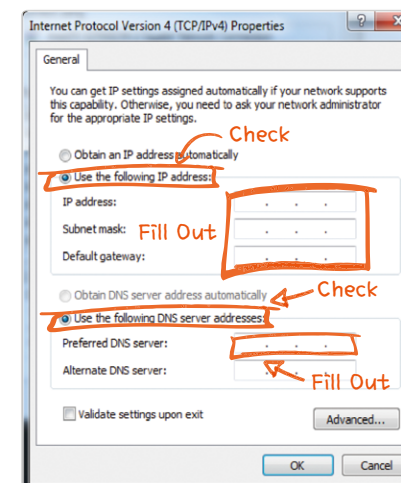 Internet Protocol Version 4 (TCP/IPv4) Properties
General
You can get IP settings assigned automatically if your network supports
this capability. Otherwise, you need to ask your network administrator
for the appropriate IP settings.
Check
Obtain an IP address automatically
Use the following IP address:
IP address:
Subnet mask:
Fill Out
Default gateway:
Check
Obtain DNS server address automatically
Use the following DNS server addresses:
Preferred DNS server:
Alternate DNS server:
Fill Out
Validate settings upon exit
Advanced...
OK
Cancel